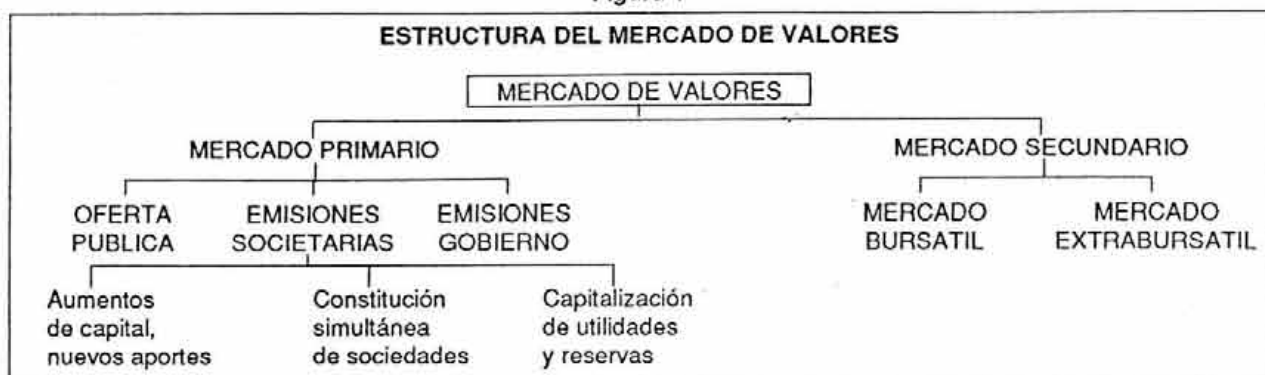 ESTRUCTURA DEL MERCADO DE VALORES
MERCADO DE VALORES
MERCADO PRIMARIO
MERCADO SECUNDARIO
OFERTA
PUBLICA
EMISIONES
SOCIETARIAS
EMISIONES
GOBIERNO
MERCADO
BURSATIL
MERCADO
EXTRABURSATIL
Aumentos
de capital,
nuevos aportes
Constitución
simultánea
de sociedades
Capitalización
de utilidades
y reservas